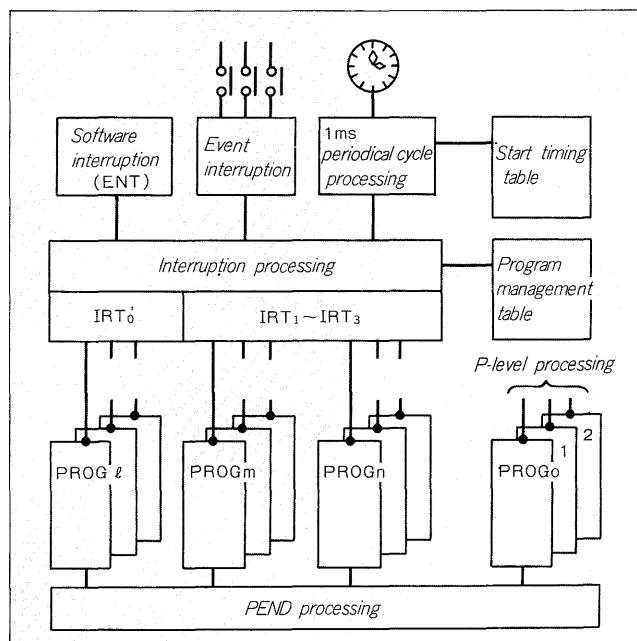 Software
interruption
(ENT)
Event
interruption
1ms
periodical cycle
processing
Start timing
table
Interruption processing
Program
management
table
IRT₀′
IRT₁～IRT₃
P-level processing
PROG ℓ
PROGm
PROGn
PROGo
1
2
PEND processing